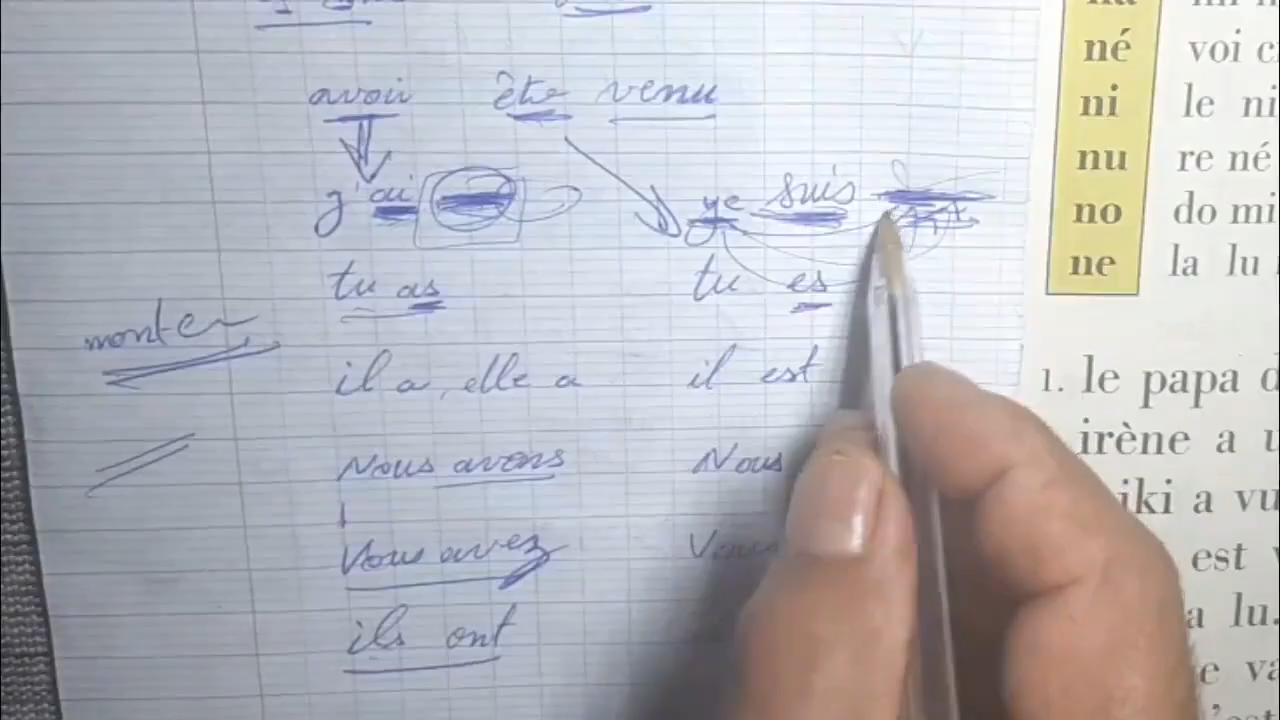 avoir être venu
j'ai je suis
tu as tu es
monter
il a, elle a il est
Nous avons Nous
Vous avez Vous
ils ont
né voi
ni le ni
nu re né
no do mi
ne la lu
1. le papa
irène a
iki a vu
est
a lu.